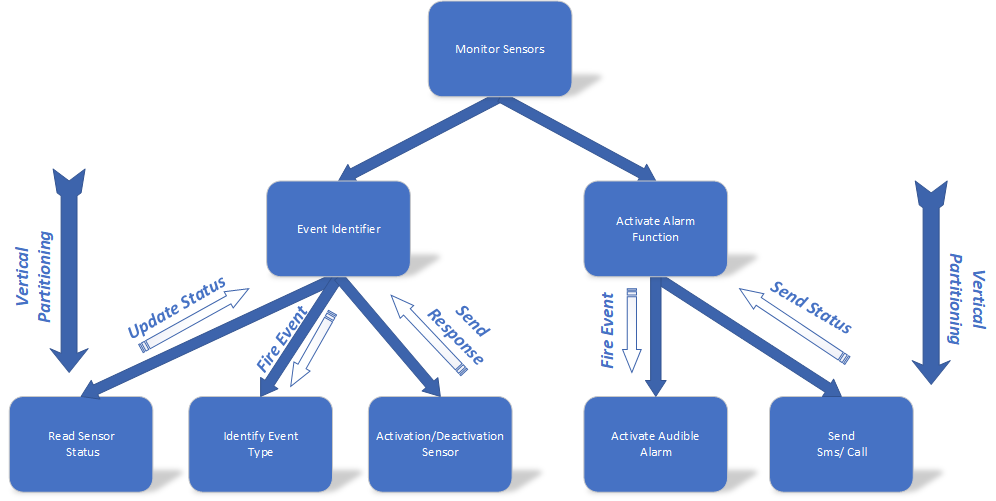 Monitor Sensors
Event Identifier
Activate Alarm
Function
Vertical
Partitioning
Update Status
Fire Event
Send
Response
Fire Event
Send Status
Vertical
Partitioning
Read Sensor
Status
Identify Event
Type
Activation/Deactivation
Sensor
Activate Audible
Alarm
Send
Sms/ Call